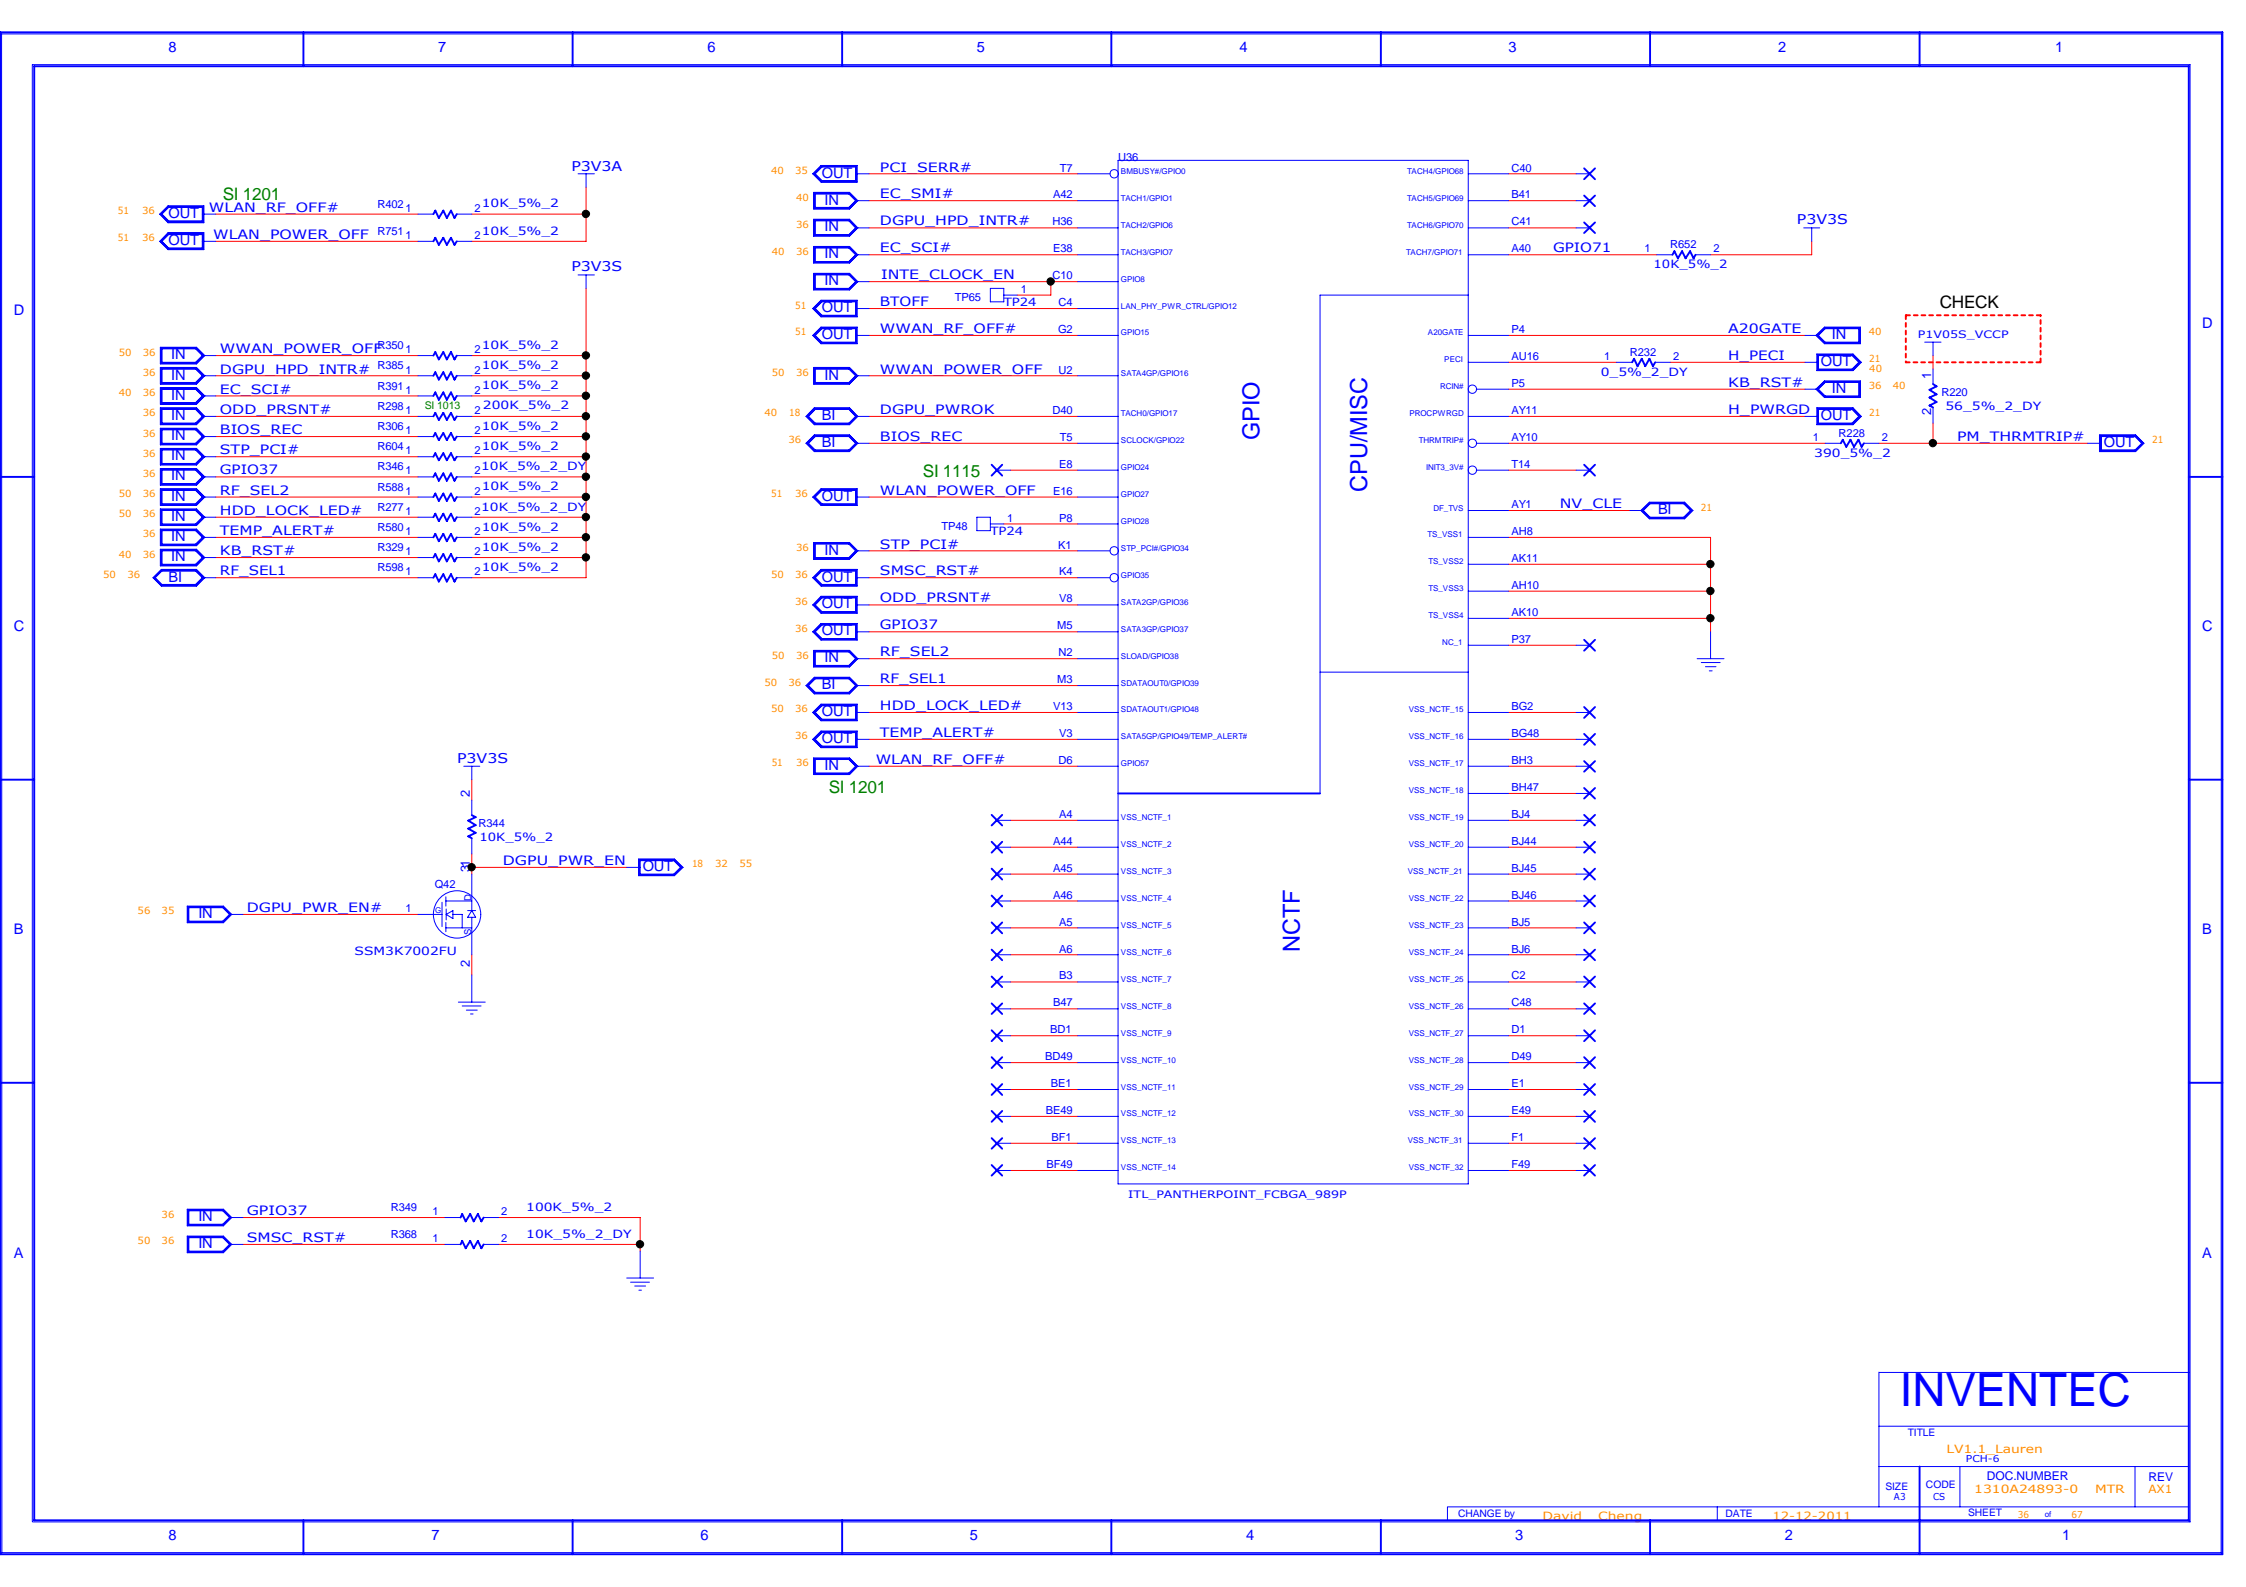 8 7 6 5 4 3 2 1
P3V3A
SI 1201
51 36 OUT WLAN_RF_OFF# R402 1 2 10K_5%_2
51 36 OUT WLAN_POWER_OFF R751 1 2 10K_5%_2
P3V3S
50 36 IN WWAN_POWER_OFF R350 1 2 10K_5%_2
36 IN DGPU_HPD_INTR# R385 1 2 10K_5%_2
40 36 IN EC_SCI# R391 1 2 10K_5%_2
36 IN ODD_PRSNT# R298 1 SI 1013 2 200K_5%_2
36 IN BIOS_REC R306 1 2 10K_5%_2
36 IN STP_PCI# R604 1 2 10K_5%_2
36 IN GPIO37 R346 1 2 10K_5%_2_DY
50 36 IN RF_SEL2 R588 1 2 10K_5%_2
50 36 IN HDD_LOCK_LED# R277 1 2 10K_5%_2_DY
36 IN TEMP_ALERT# R580 1 2 10K_5%_2
40 36 IN KB_RST# R329 1 2 10K_5%_2
50 36 BI RF_SEL1 R598 1 2 10K_5%_2
P3V3S
2
R344
10K_5%_2
1
3
DGPU_PWR_EN OUT 18 32 55
Q42
D
G
S
56 35 IN DGPU_PWR_EN# 1
SSM3K7002FU
2
36 IN GPIO37 R349 1 2 100K_5%_2
50 36 IN SMSC_RST# R368 1 2 10K_5%_2_DY
U36
40 35 OUT PCI_SERR# T7 BMBUSY#/GPIO0
40 IN EC_SMI# A42 TACH1/GPIO1
36 IN DGPU_HPD_INTR# H36 TACH2/GPIO6
40 36 IN EC_SCI# E38 TACH3/GPIO7
IN INTE_CLOCK_EN C10 GPIO8
TP65 1 TP24
51 OUT BTOFF C4 LAN_PHY_PWR_CTRL/GPIO12
51 OUT WWAN_RF_OFF# G2 GPIO15
50 36 IN WWAN_POWER_OFF U2 SATA4GP/GPIO16
40 18 BI DGPU_PWROK D40 TACH0/GPIO17
36 BI BIOS_REC T5 SCLOCK/GPIO22
SI 1115 E8 GPIO24
51 36 OUT WLAN_POWER_OFF E16 GPIO27
TP48 1 TP24 P8 GPIO28
36 IN STP_PCI# K1 STP_PCI#/GPIO34
50 36 OUT SMSC_RST# K4 GPIO35
36 OUT ODD_PRSNT# V8 SATA2GP/GPIO36
36 OUT GPIO37 M5 SATA3GP/GPIO37
50 36 IN RF_SEL2 N2 SLOAD/GPIO38
50 36 BI RF_SEL1 M3 SDATAOUT0/GPIO39
50 36 OUT HDD_LOCK_LED# V13 SDATAOUT1/GPIO48
36 OUT TEMP_ALERT# V3 SATA5GP/GPIO49/TEMP_ALERT#
51 36 IN WLAN_RF_OFF# D6 GPIO57
SI 1201
A4 VSS_NCTF_1
A44 VSS_NCTF_2
A45 VSS_NCTF_3
A46 VSS_NCTF_4
A5 VSS_NCTF_5
A6 VSS_NCTF_6
B3 VSS_NCTF_7
B47 VSS_NCTF_8
BD1 VSS_NCTF_9
BD49 VSS_NCTF_10
BE1 VSS_NCTF_11
BE49 VSS_NCTF_12
BF1 VSS_NCTF_13
BF49 VSS_NCTF_14
GPIO
CPU/MISC
NCTF
TACH4/GPIO68 C40
TACH5/GPIO69 B41
TACH6/GPIO70 C41
TACH7/GPIO71 A40 GPIO71 1 R652 2
10K_5%_2
P3V3S
A20GATE P4 A20GATE IN 40
PECI AU16 1 R232 2 H_PECI OUT 21 40
0_5%_2_DY
RCIN# P5 KB_RST# IN 36 40
PROCPWRGD AY11 H_PWRGD OUT 21
THRMTRIP# AY10 1 R228 2 PM_THRMTRIP# OUT 21
390_5%_2
CHECK
P1V05S_VCCP
1
R220
2 56_5%_2_DY
INIT3_3V# T14
DF_TVS AY1 NV_CLE BI 21
TS_VSS1 AH8
TS_VSS2 AK11
TS_VSS3 AH10
TS_VSS4 AK10
NC_1 P37
VSS_NCTF_15 BG2
VSS_NCTF_16 BG48
VSS_NCTF_17 BH3
VSS_NCTF_18 BH47
VSS_NCTF_19 BJ4
VSS_NCTF_20 BJ44
VSS_NCTF_21 BJ45
VSS_NCTF_22 BJ46
VSS_NCTF_23 BJ5
VSS_NCTF_24 BJ6
VSS_NCTF_25 C2
VSS_NCTF_26 C48
VSS_NCTF_27 D1
VSS_NCTF_28 D49
VSS_NCTF_29 E1
VSS_NCTF_30 E49
VSS_NCTF_31 F1
VSS_NCTF_32 F49
ITL_PANTHERPOINT_FCBGA_989P
D D
C C
B B
A A
INVENTEC
TITLE
LV1.1_Lauren
PCH-6
SIZE CODE DOC.NUMBER REV
A3 CS 1310A24893-0 MTR AX1
CHANGE by David Cheng DATE 12-12-2011 SHEET 36 of 67
8 7 6 5 4 3 2 1